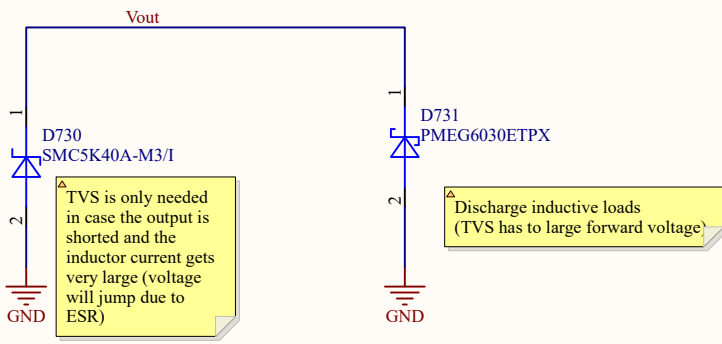 Vout
1
D730
SMC5K40A-M3/I
2
TVS is only needed
in case the output is
shorted and the
inductor current gets
very large (voltage
will jump due to
ESR)
GND
1
D731
PMEG6030ETPX
2
Discharge inductive loads
(TVS has to large forward voltage)
GND